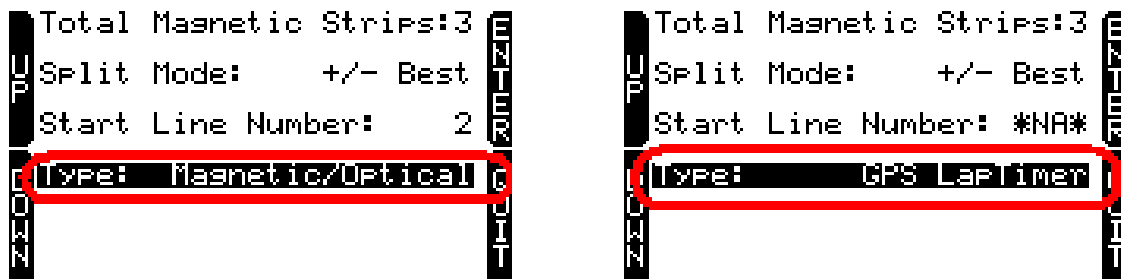 Total Magnetic Strips:3
Split Mode: +/- Best
Start Line Number: 2
Type: Magnetic/Optical
UP
DOWN
ENTER
QUIT
Total Magnetic Strips:3
Split Mode: +/- Best
Start Line Number: *NA*
Type: GPS LapTimer
UP
DOWN
ENTER
QUIT